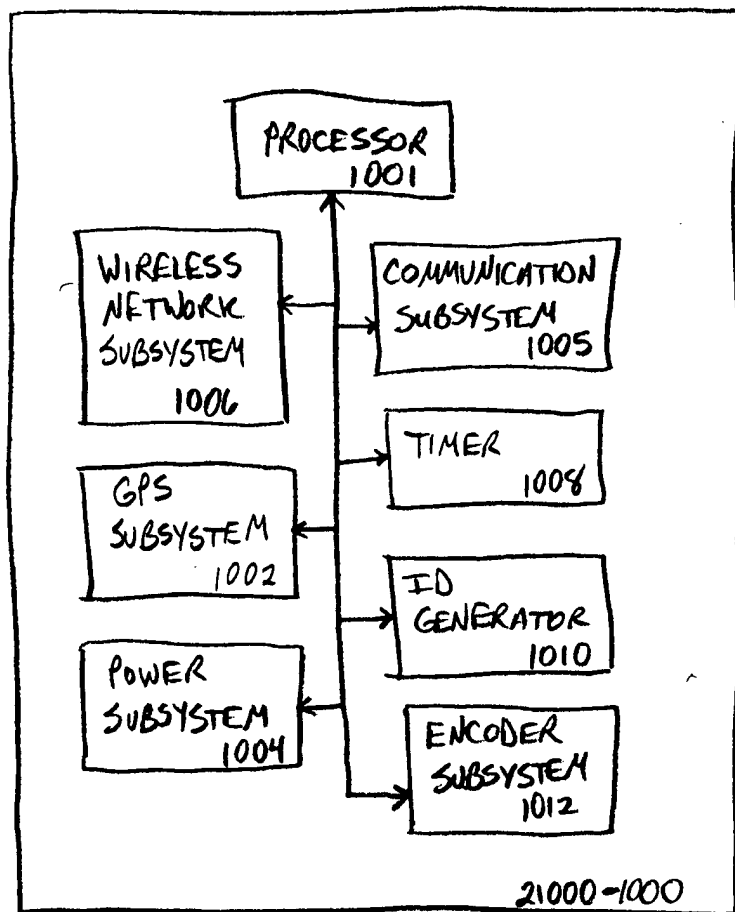 PROCESSOR
1001
WIRELESS
NETWORK
SUBSYSTEM
1006
COMMUNICATION
SUBSYSTEM
1005
TIMER
1008
GPS
SUBSYSTEM
1002
ID
GENERATOR
1010
POWER
SUBSYSTEM
1004
ENCODER
SUBSYSTEM
1012
21000-1000